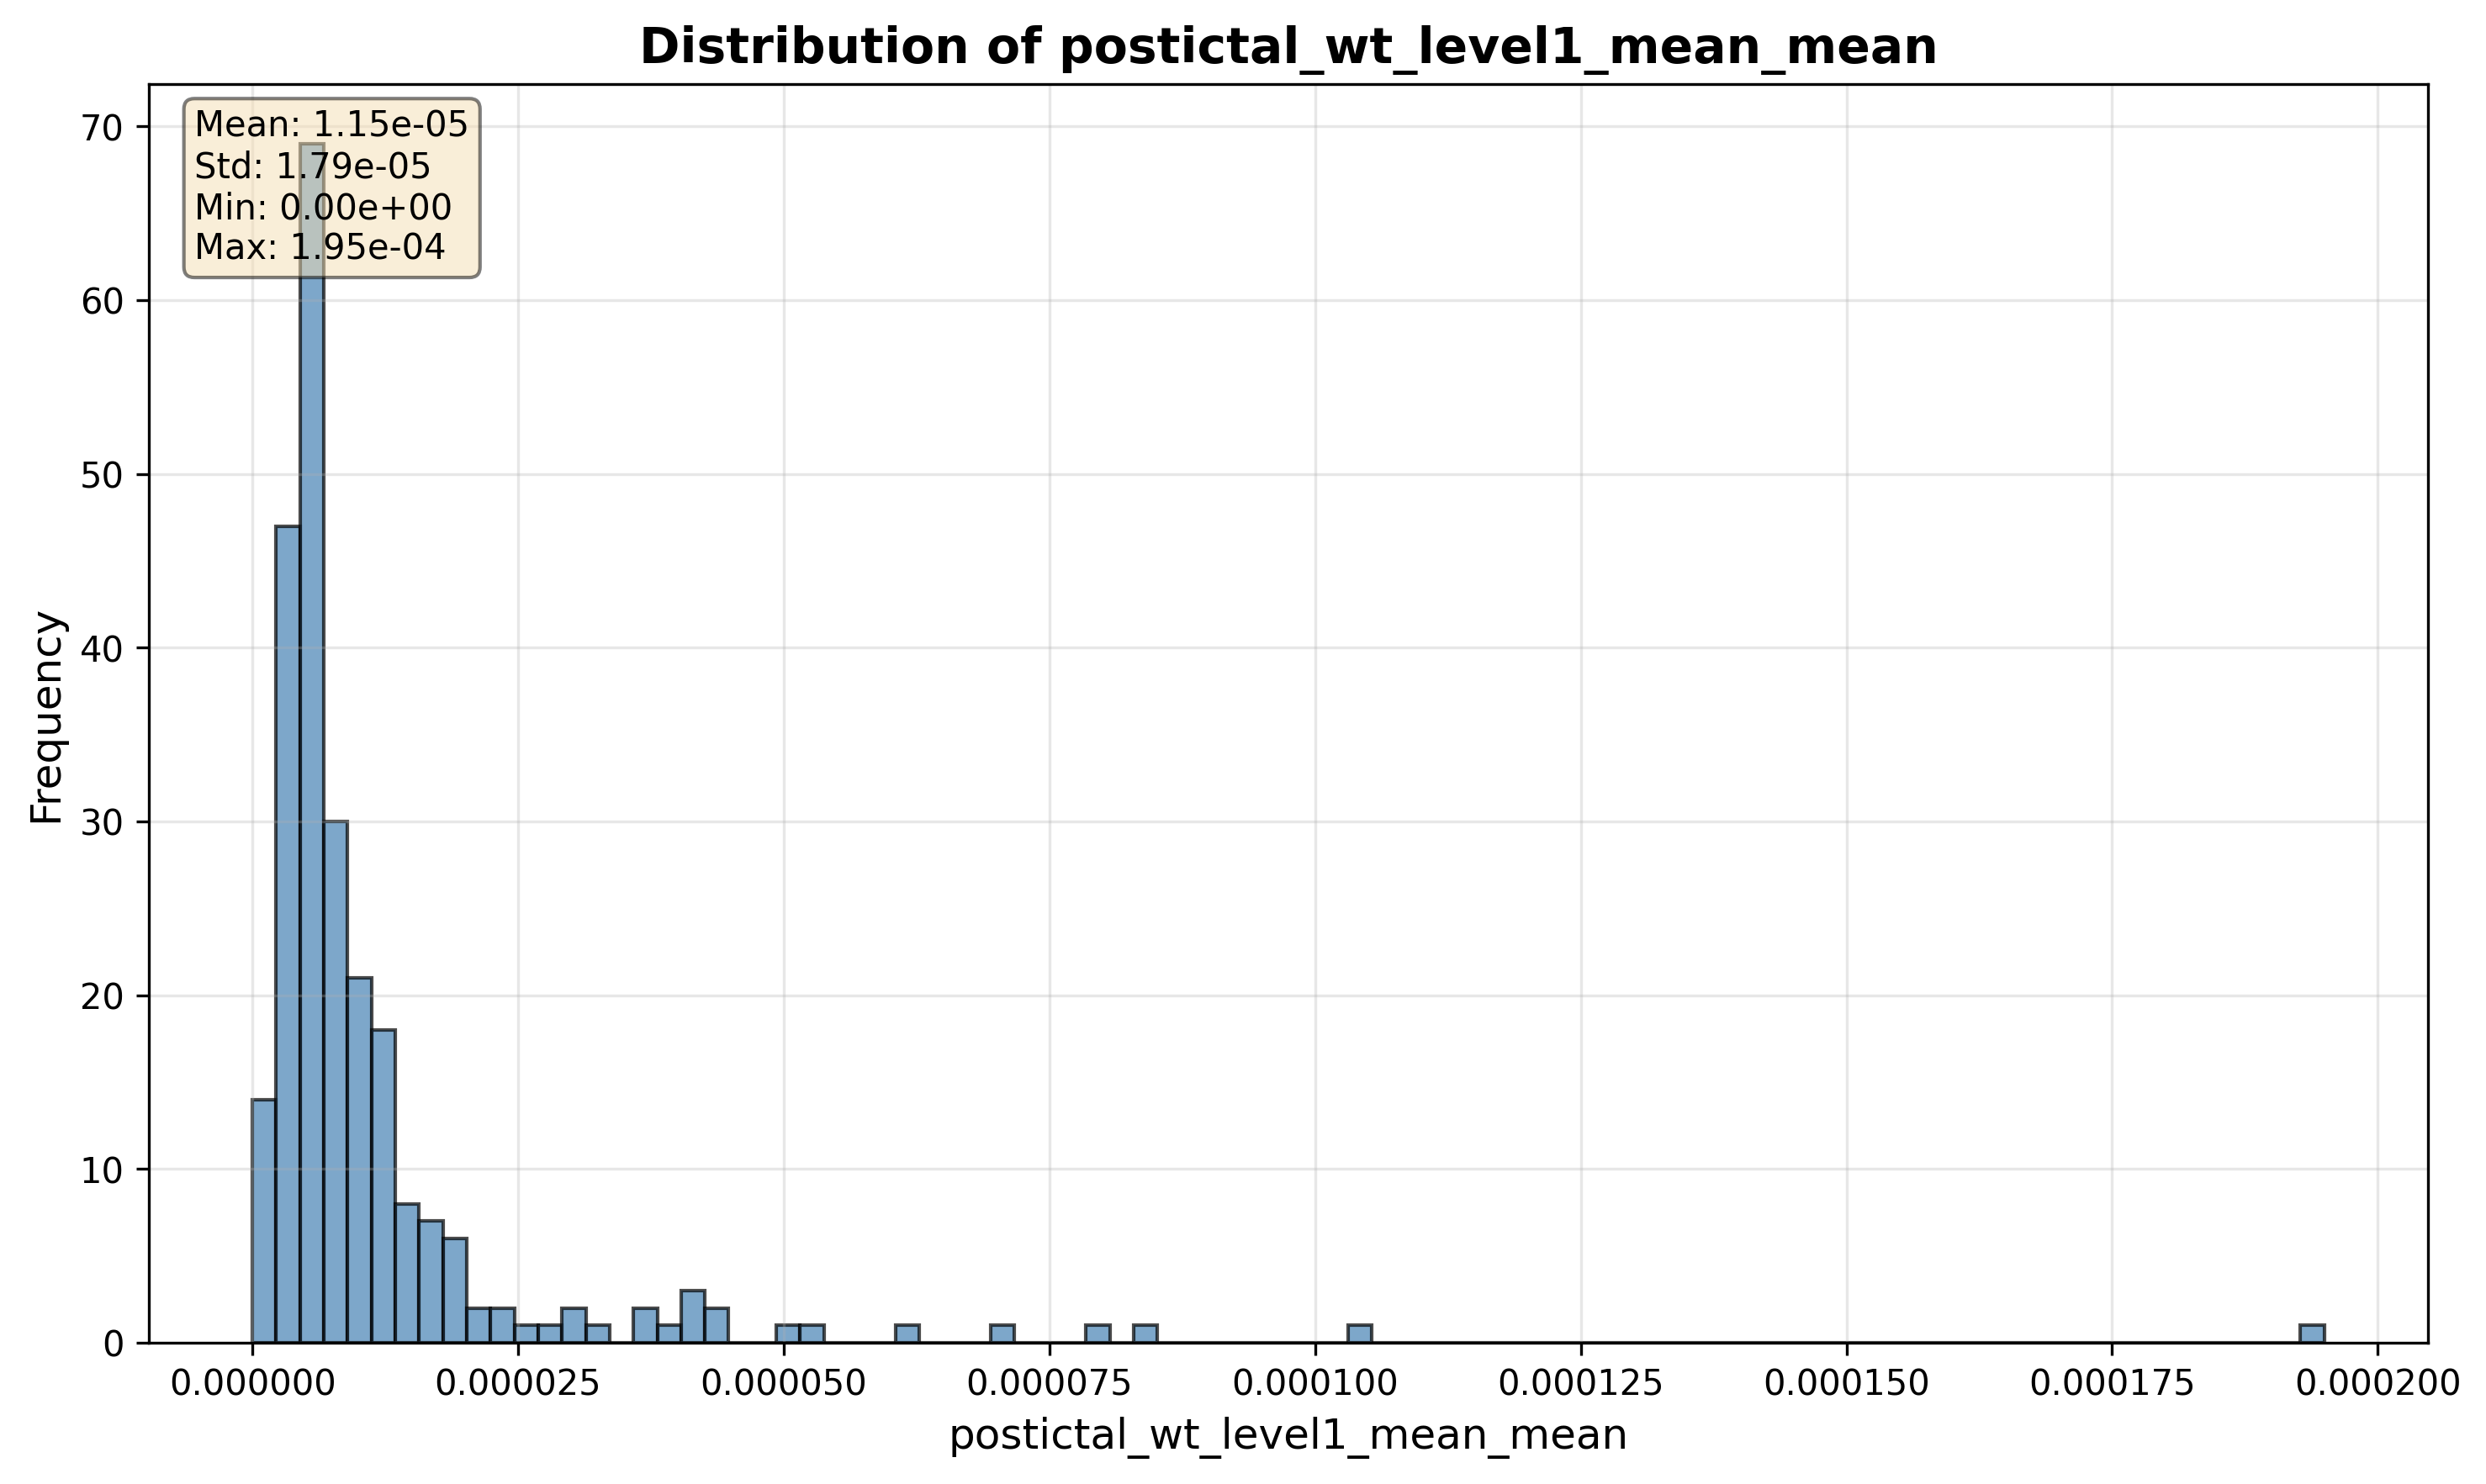 Distribution of postictal_wt_level1_mean_mean
Mean: 1.15e-05
Std: 1.79e-05
Min: 0.00e+00
Max: 1.95e-04
70
60
50
40
30
20
10
0
Frequency
0.000000 0.000025 0.000050 0.000075 0.000100 0.000125 0.000150 0.000175 0.000200
postictal_wt_level1_mean_mean